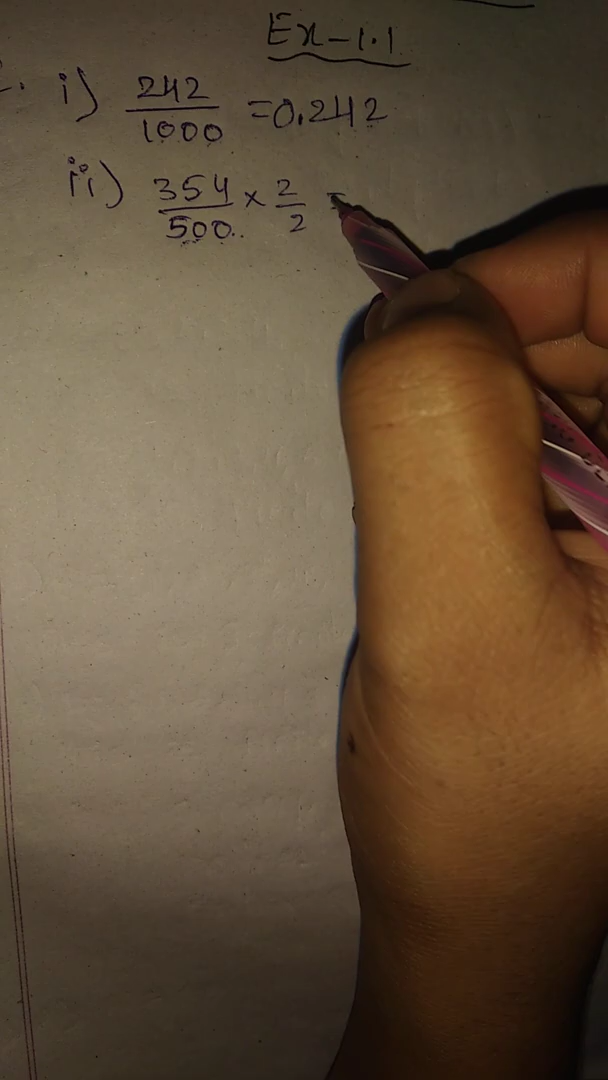 Ex-1.1
i) 242/1000 = 0.242
ii) 354/500 × 2/2 =